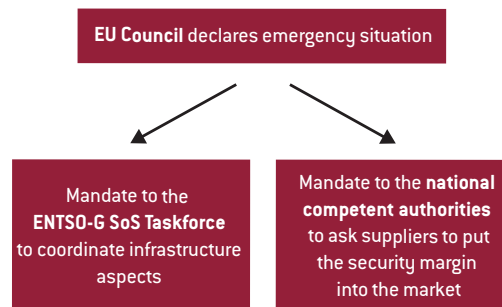 EU Council declares emergency situation
Mandate to the
ENTSO-G SoS Taskforce
to coordinate infrastructure
aspects
Mandate to the national
competent authorities
to ask suppliers to put
the security margin
into the market